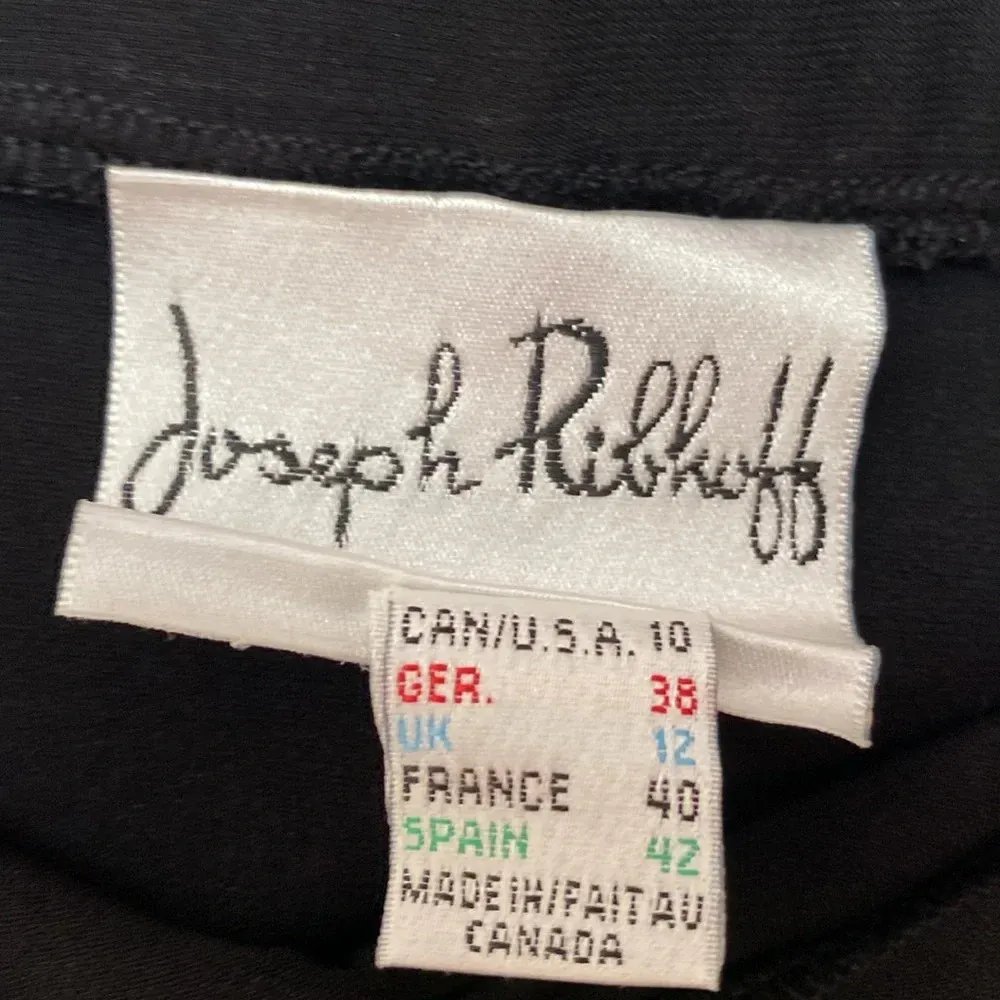 Joseph Ribkoff
CAN/U.S.A. 10
GER. 38
UK 12
FRANCE 40
SPAIN 42
MADE IN/FAIT AU
CANADA